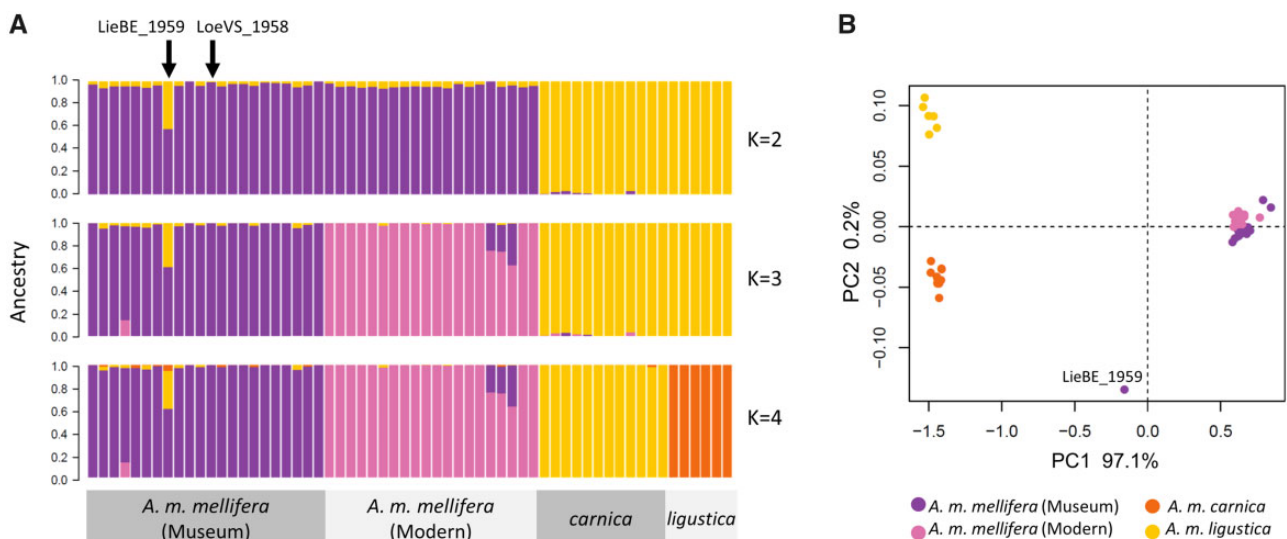 A
LieBE_1959
LoeVS_1958
1.0
0.8
0.6
0.4
0.2
0.0
K=2
1.0
0.8
0.6
0.4
0.2
0.0
K=3
Ancestry
1.0
0.8
0.6
0.4
0.2
0.0
K=4
A. m. mellifera
(Museum)
A. m. mellifera
(Modern)
carnica
ligustica
B
PC2 0.2%
0.10
0.05
0.00
−0.05
−0.10
LieBE_1959
−1.5
−1.0
−0.5
0.0
0.5
PC1 97.1%
A. m. mellifera (Museum)
A. m. mellifera (Modern)
A. m. carnica
A. m. ligustica